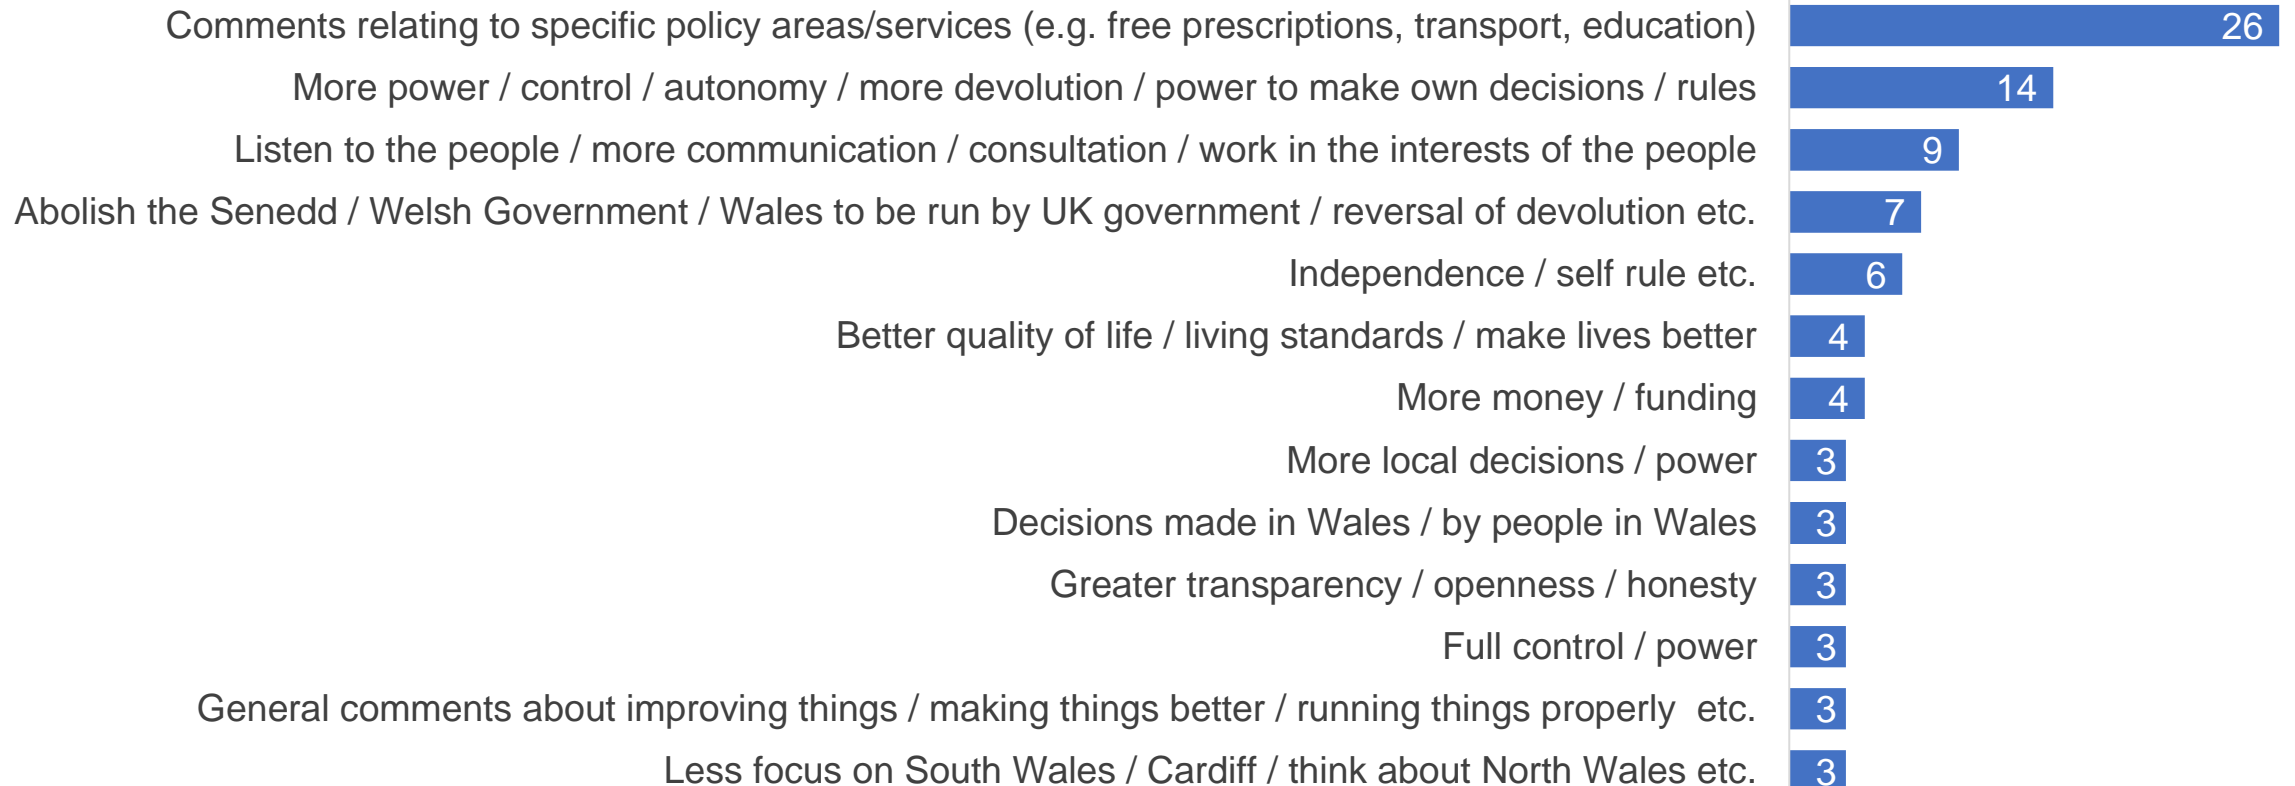 Comments relating to specific policy areas/services (e.g. free prescriptions, transport, education) 26
More power / control / autonomy / more devolution / power to make own decisions / rules 14
Listen to the people / more communication / consultation / work in the interests of the people 9
Abolish the Senedd / Welsh Government / Wales to be run by UK government / reversal of devolution etc. 7
Independence / self rule etc. 6
Better quality of life / living standards / make lives better 4
More money / funding 4
More local decisions / power 3
Decisions made in Wales / by people in Wales 3
Greater transparency / openness / honesty 3
Full control / power 3
General comments about improving things / making things better / running things properly  etc. 3
Less focus on South Wales / Cardiff / think about North Wales etc. 3